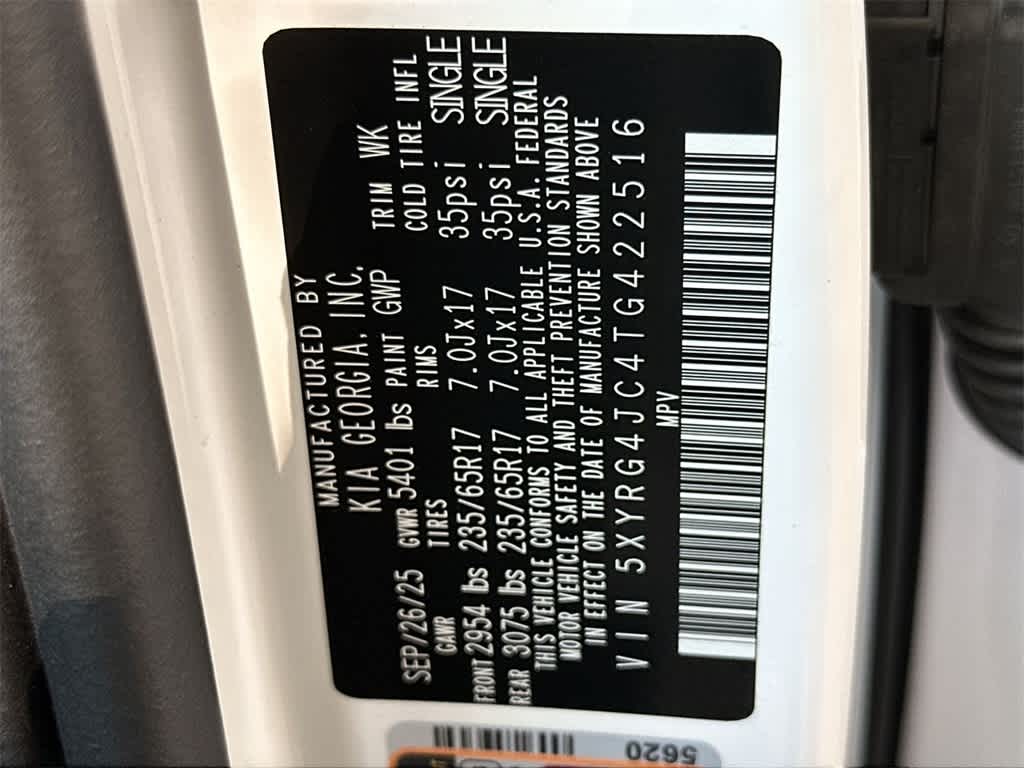 MANUFACTURED BY
KIA GEORGIA, INC.
SEP/26/25 GVWR 5401 lbs PAINT GWP TRIM WK
GAWR TIRES RIMS COLD TIRE INFL
FRONT 2954 lbs 235/65R17 7.0Jx17 35psi SINGLE
REAR 3075 lbs 235/65R17 7.0Jx17 35psi SINGLE
THIS VEHICLE CONFORMS TO ALL APPLICABLE U.S.A. FEDERAL
MOTOR VEHICLE SAFETY AND THEFT PREVENTION STANDARDS
IN EFFECT ON THE DATE OF MANUFACTURE SHOWN ABOVE
VIN 5XYRG4JC4TG422516
MPV
5620